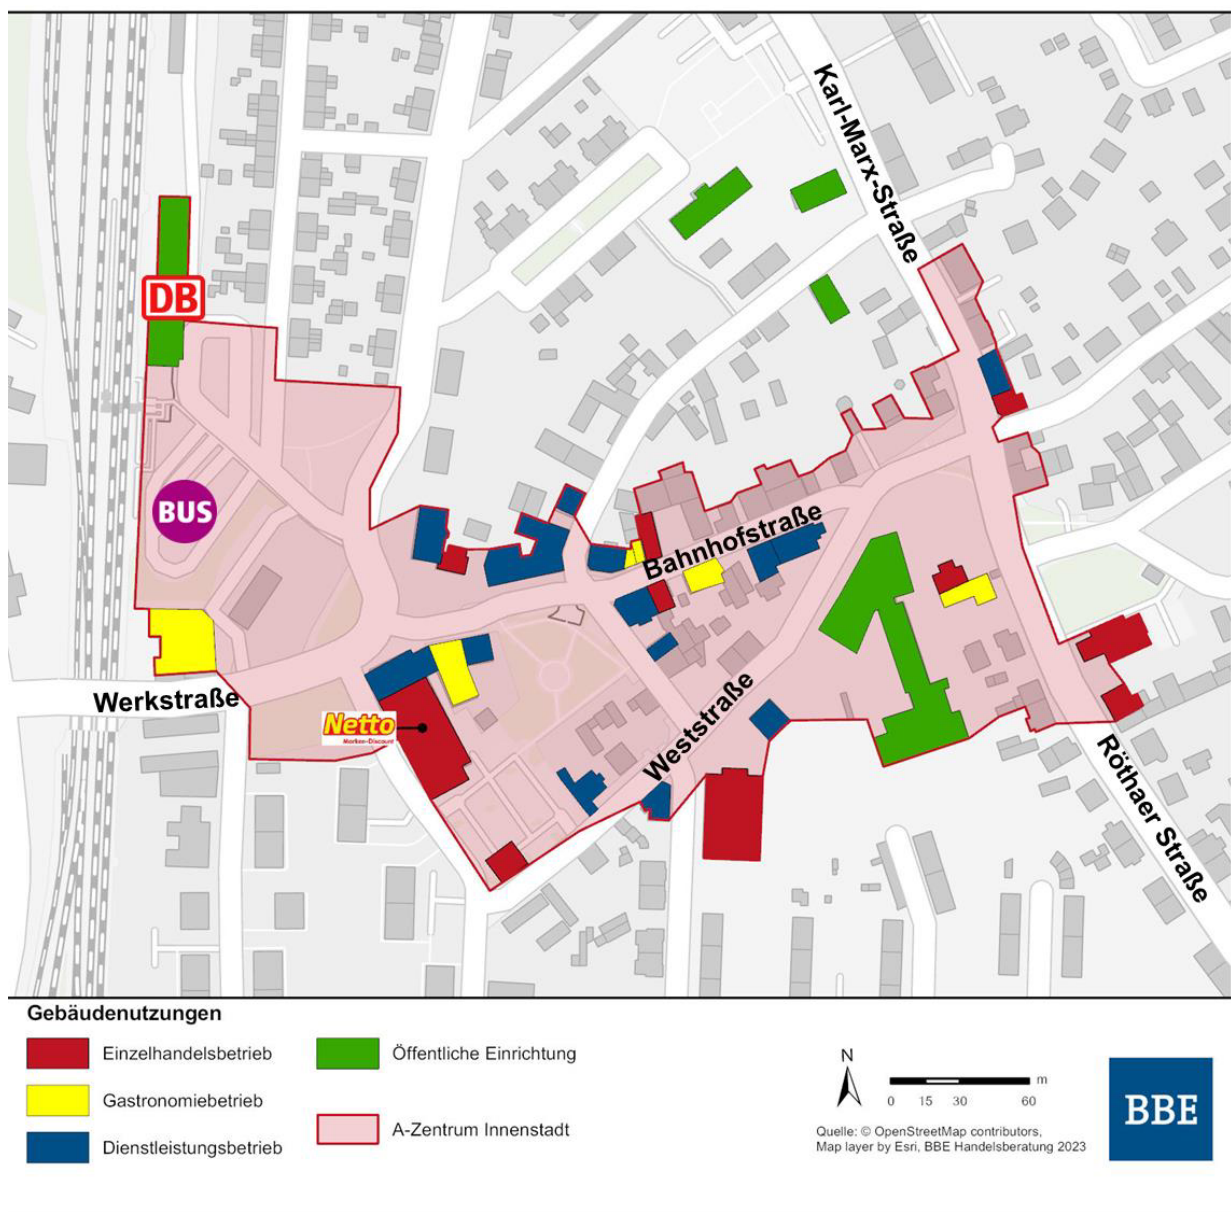 Karl-Marx-Straße
DB
BUS
Bahnhofstraße
Werkstraße
Netto
Marken-Discount
Weststraße
Röthaer Straße
Gebäudenutzungen
Einzelhandelsbetrieb
Gastronomiebetrieb
Dienstleistungsbetrieb
Öffentliche Einrichtung
A-Zentrum Innenstadt
N
m
0 15 30 60
Quelle: © OpenStreetMap contributors,
Map layer by Esri, BBE Handelsberatung 2023
BBE